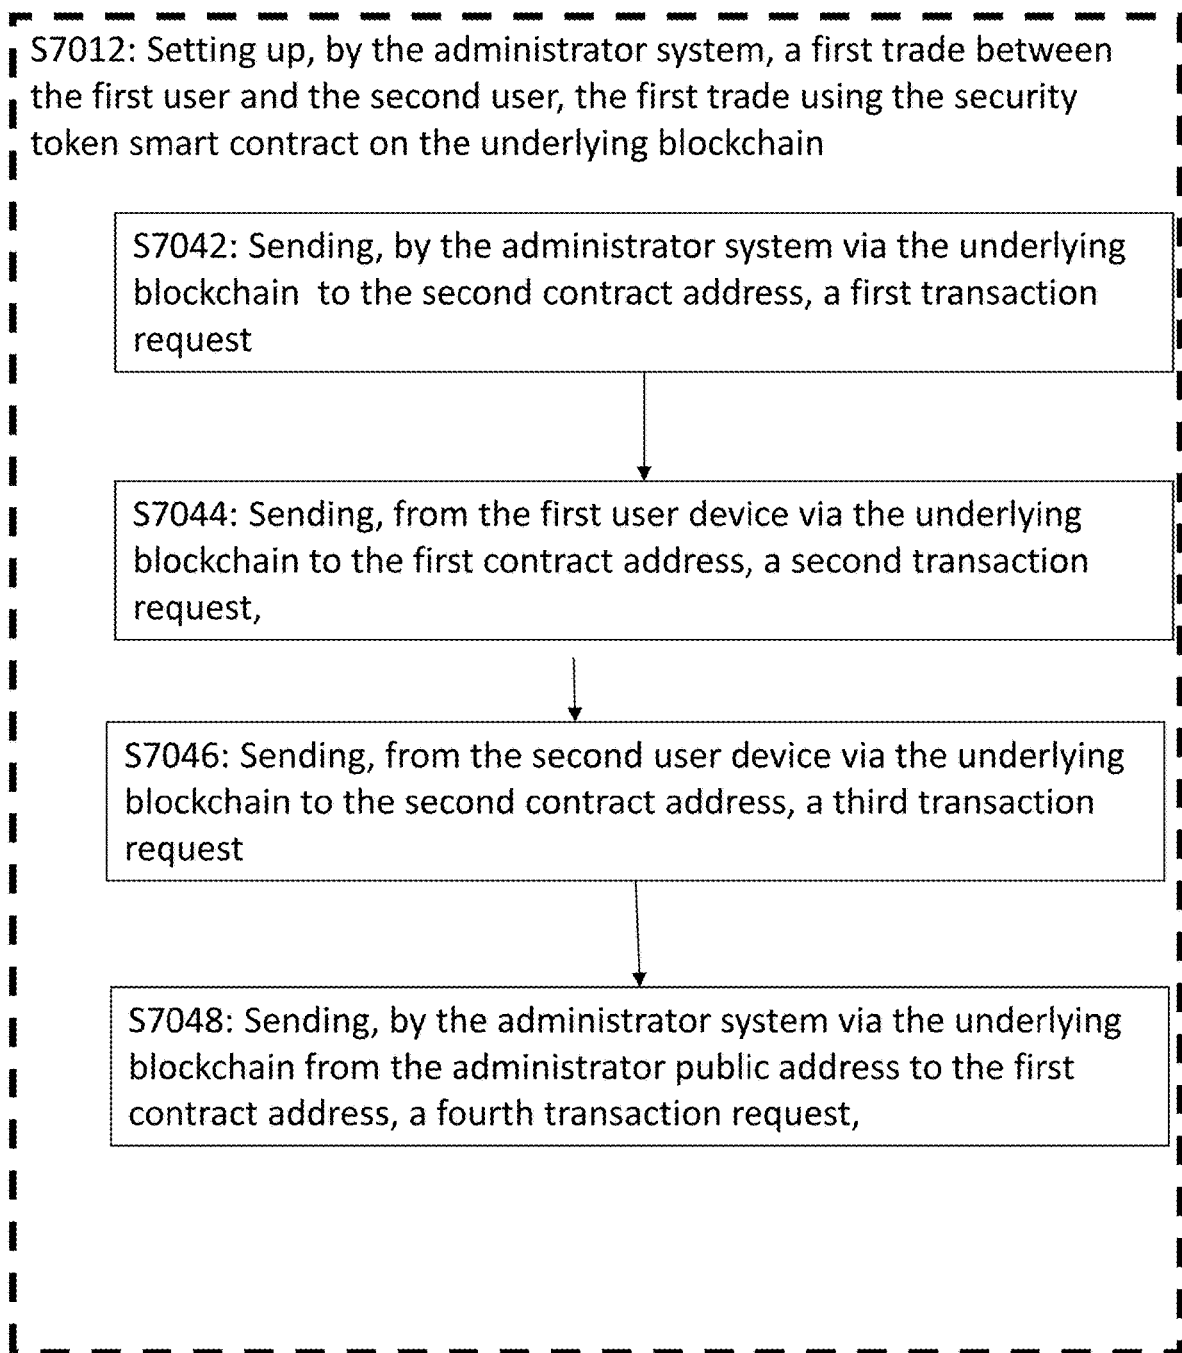 S7012: Setting up, by the administrator system, a first trade between
the first user and the second user, the first trade using the security
token smart contract on the underlying blockchain
S7042: Sending, by the administrator system via the underlying
blockchain  to the second contract address, a first transaction
request
S7044: Sending, from the first user device via the underlying
blockchain to the first contract address, a second transaction
request,
S7046: Sending, from the second user device via the underlying
blockchain to the second contract address, a third transaction
request
S7048: Sending, by the administrator system via the underlying
blockchain from the administrator public address to the first
contract address, a fourth transaction request,